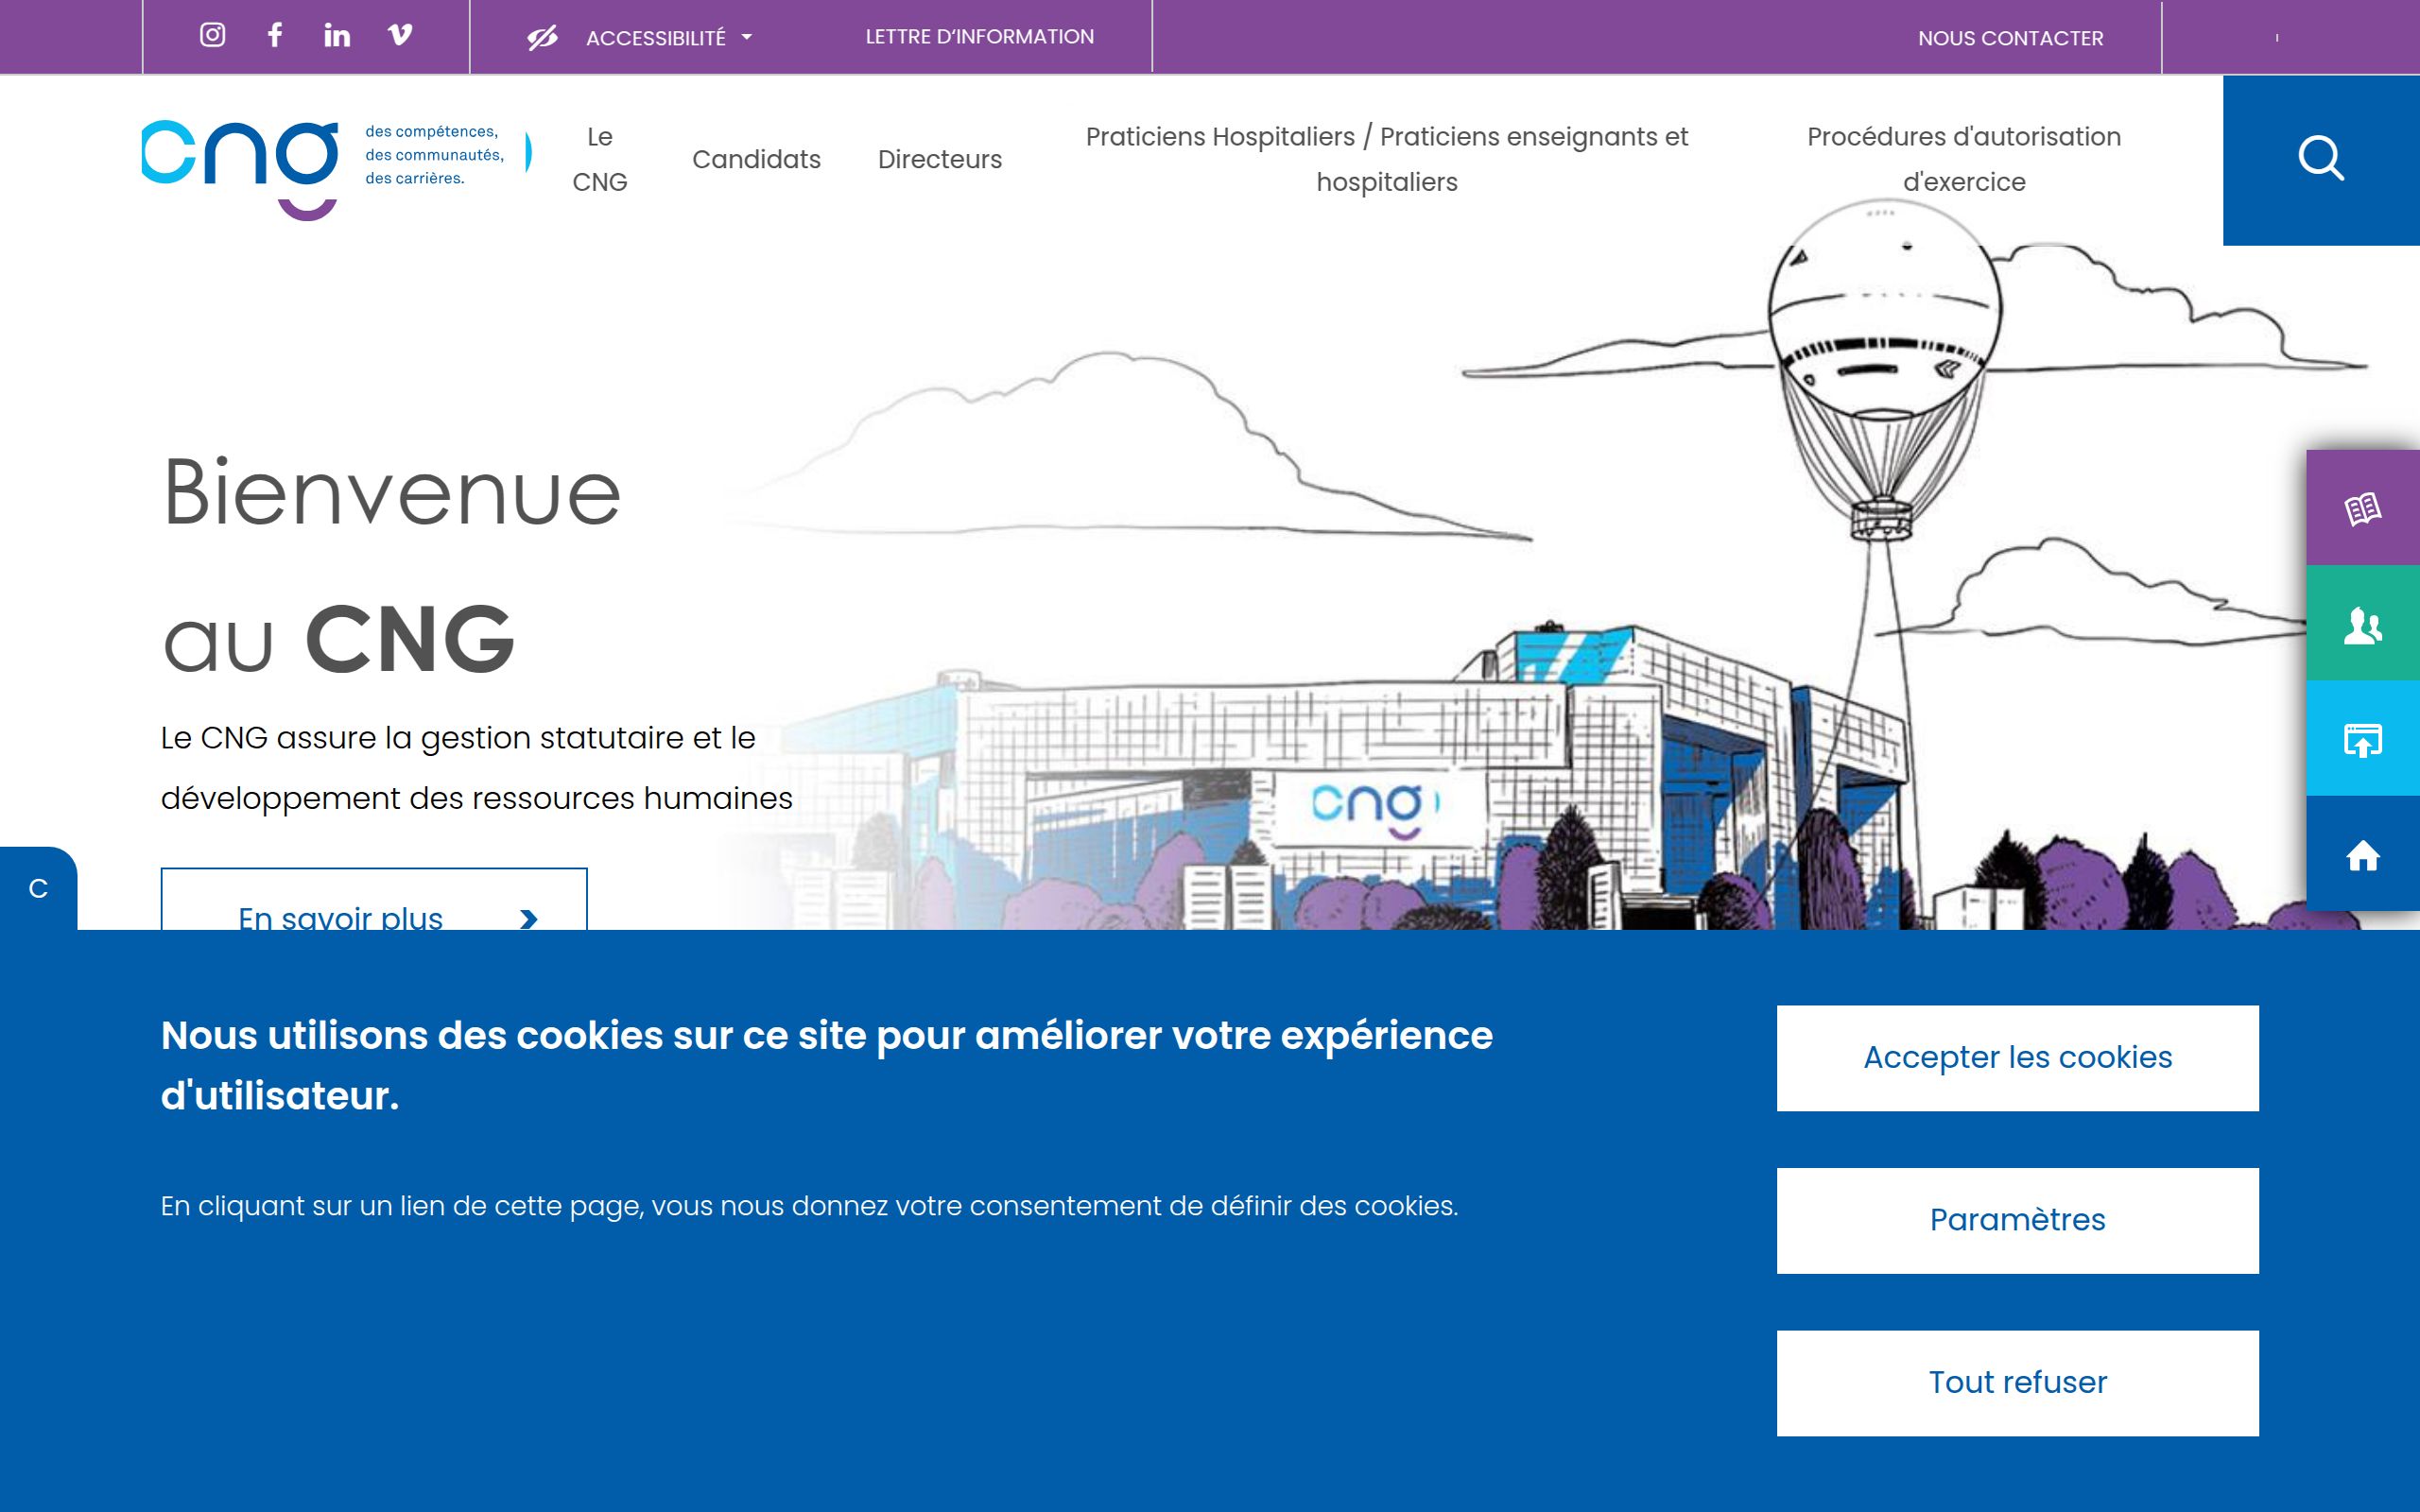 ACCESSIBILITÉ
LETTRE D'INFORMATION
NOUS CONTACTER
cng
des compétences,
des communautés,
des carrières.
Le
CNG
Candidats
Directeurs
Praticiens Hospitaliers / Praticiens enseignants et
hospitaliers
Procédures d'autorisation
d'exercice
Bienvenue
au CNG
Le CNG assure la gestion statutaire et le
développement des ressources humaines
cng
C
En savoir plus
Nous utilisons des cookies sur ce site pour améliorer votre expérience
d'utilisateur.
En cliquant sur un lien de cette page, vous nous donnez votre consentement de définir des cookies.
Accepter les cookies
Paramètres
Tout refuser